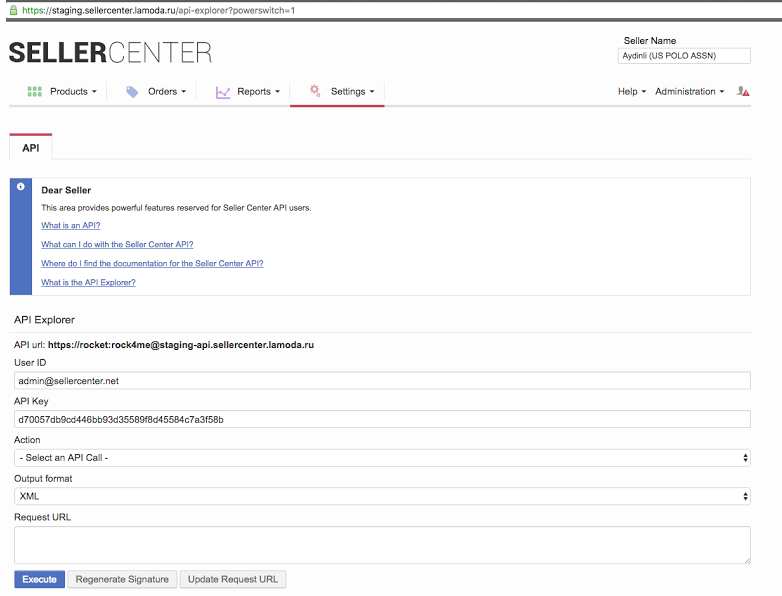 https://staging.sellercenter.lamoda.ru/api-explorer?powerswitch=1
SELLERCENTER
Seller Name
Aydinli (US POLO ASSN)
Products
Orders
Reports
Settings
Help
Administration
API
Dear Seller
This area provides powerful features reserved for Seller Center API users.
What is an API?
What can I do with the Seller Center API?
Where do I find the documentation for the Seller Center API?
What is the API Explorer?
API Explorer
API url: https://rocket:rock4me@staging-api.sellercenter.lamoda.ru
User ID
admin@sellercenter.net
API Key
d70057db9cd446bb93d35589f8d45584c7a3f58b
Action
- Select an API Call -
Output format
XML
Request URL
Execute
Regenerate Signature
Update Request URL